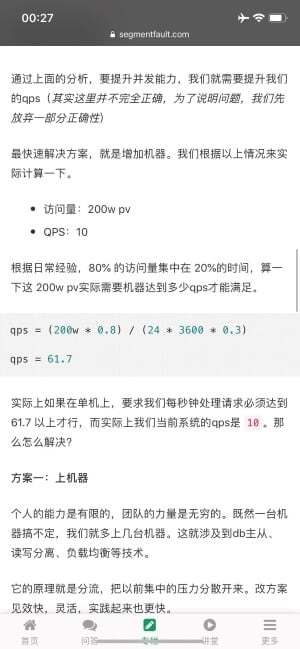 00:27
segmentfault.com
通过上面的分析，要提升并发能力，我们就需要提升我们
的qps（其实这里并不完全正确，为了说明问题，我们先
放弃一部分正确性）
最快速解决方案，就是增加机器。我们根据以上情况来实
际计算一下。
• 访问量：200w pv
• QPS：10
根据日常经验，80% 的访问量集中在 20%的时间，算一
下这 200w pv实际需要机器达到多少qps才能满足。
qps = (200w * 0.8) / (24 * 3600 * 0.3)
qps = 61.7
实际上如果在单机上，要求我们每秒钟处理请求必须达到
61.7 以上才行，而实际上我们当前系统的qps是 10 。那
么怎么解决？
方案一：上机器
个人的能力是有限的，团队的力量是无穷的。既然一台机
器搞不定，我们就多上几台机器。这就涉及到db主从、
读写分离、负载均衡等技术。
它的原理就是分流，把以前集中的压力分散开来。改方案
见效快，灵活，实践起来也更快。
首页 问答 专栏 讲堂 更多